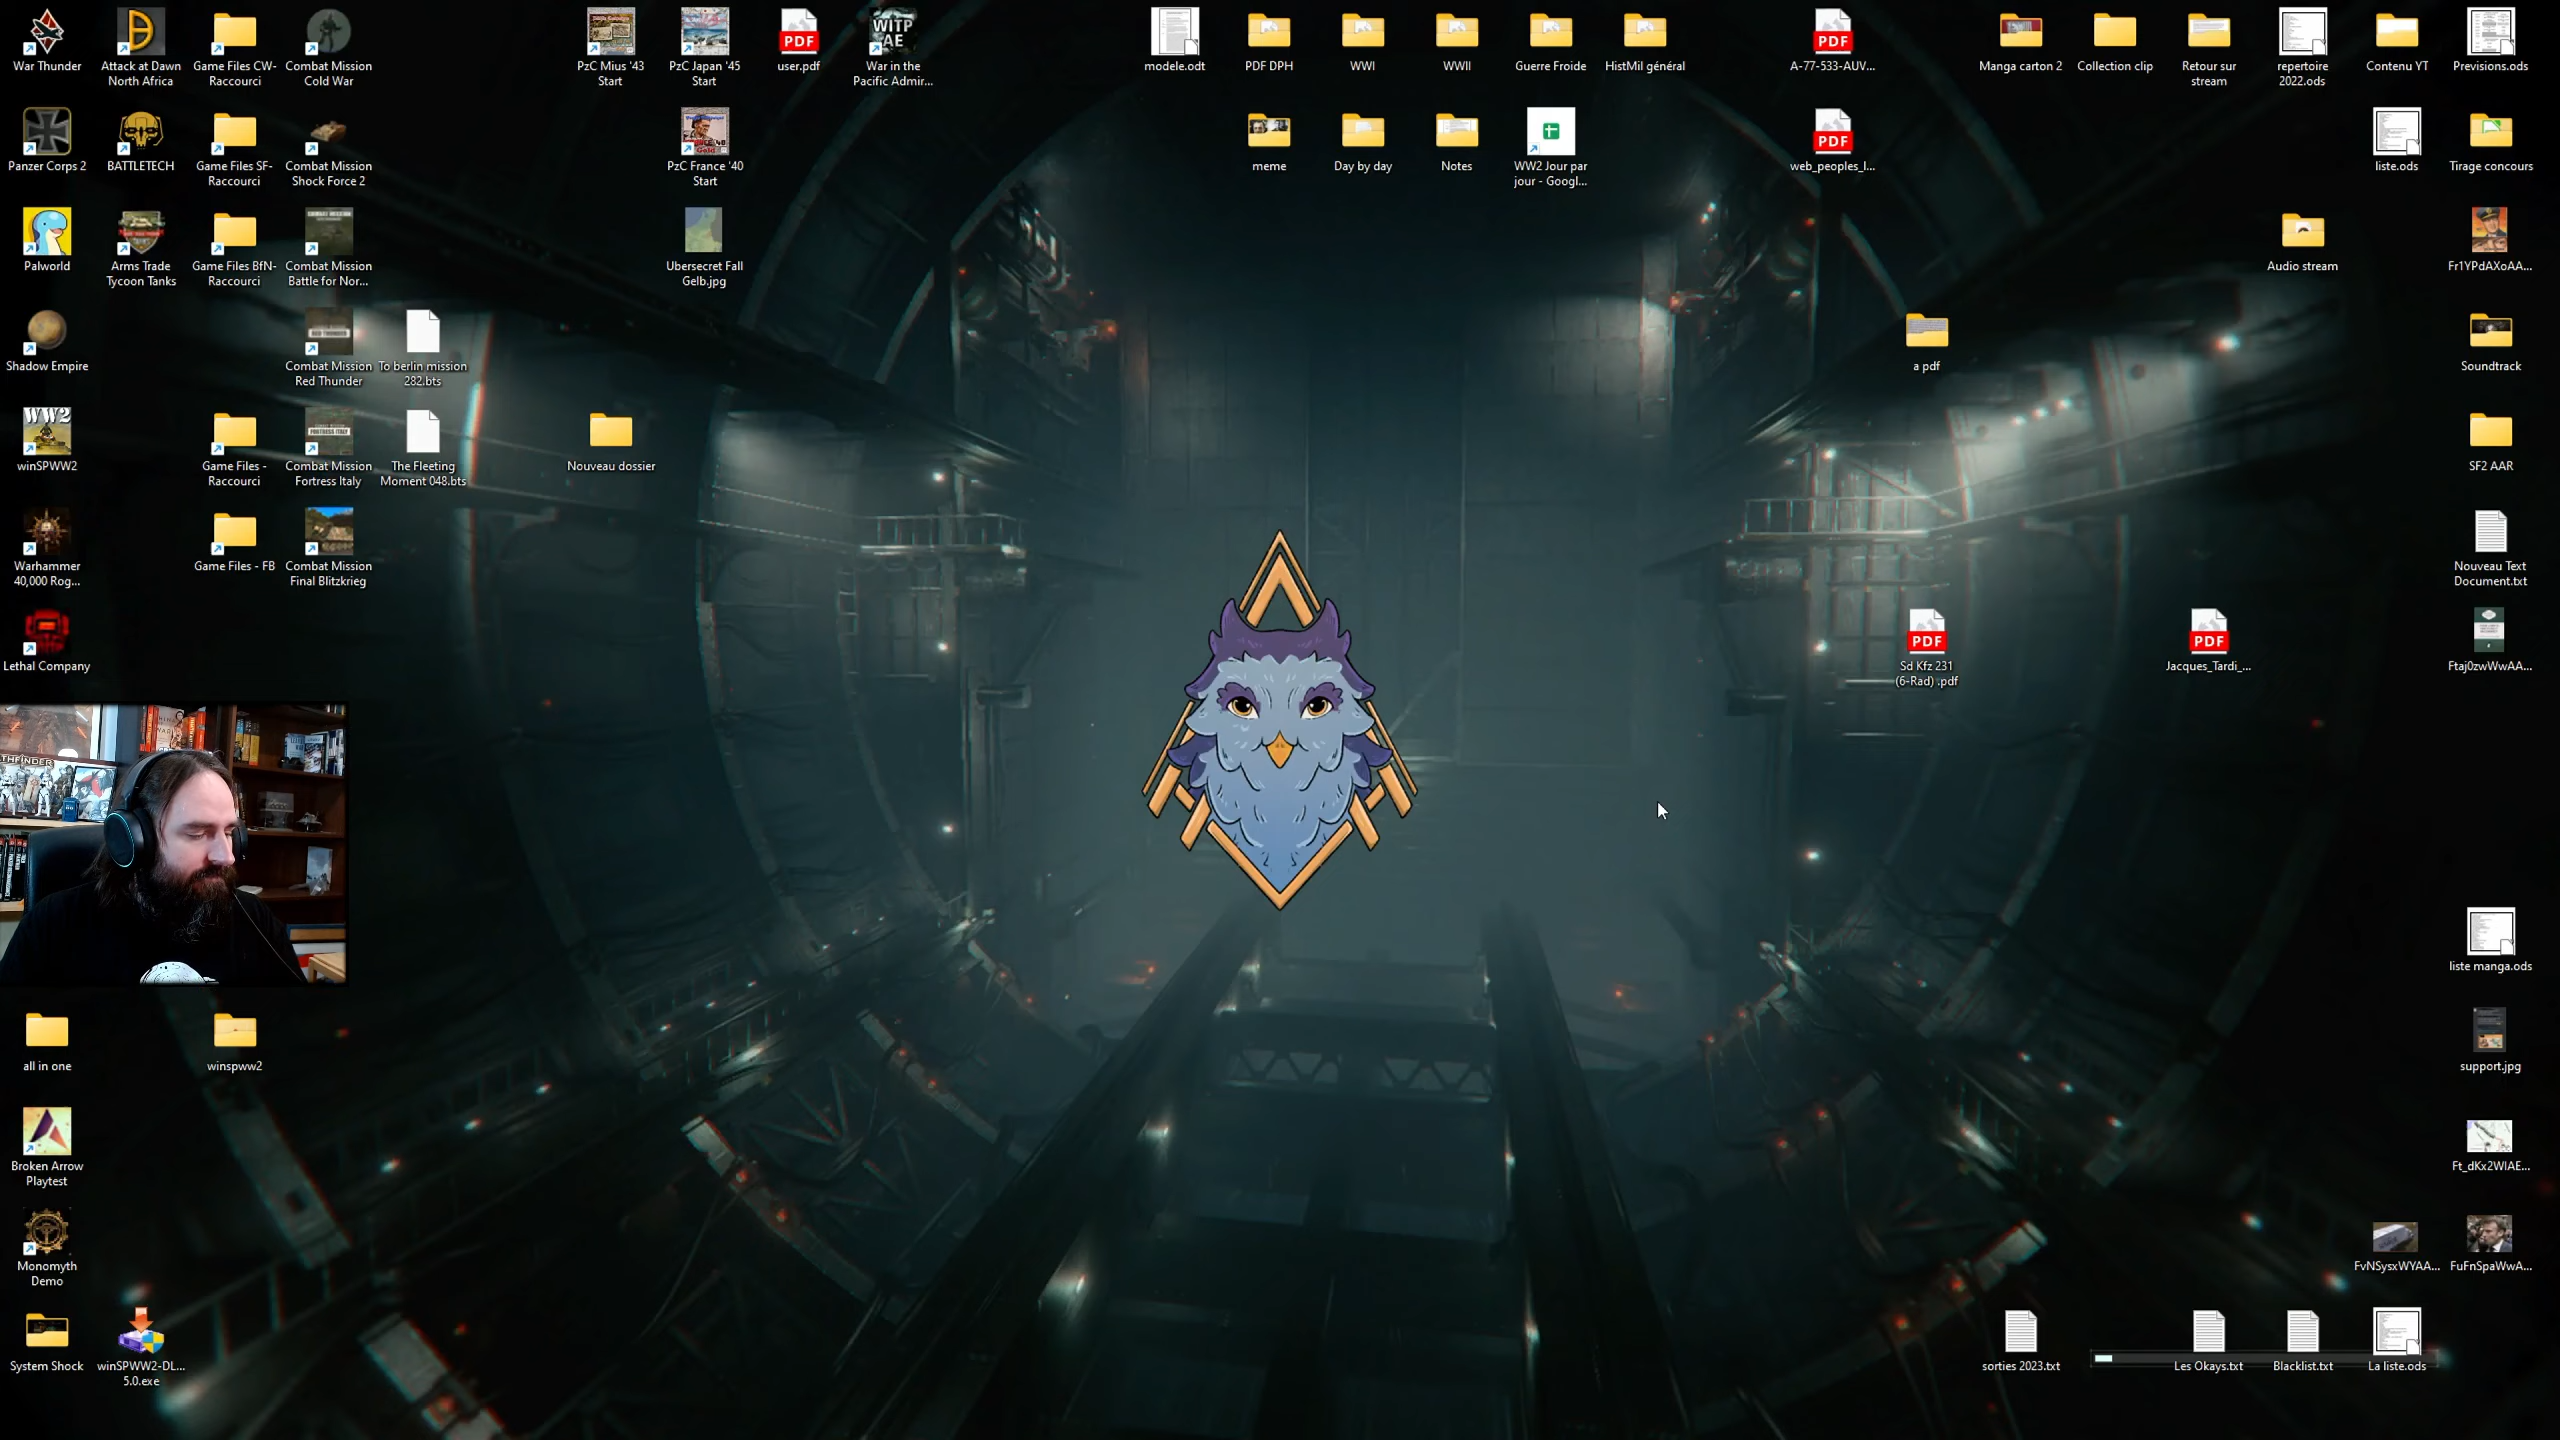 War Thunder
Attack at Dawn
North Africa
Game Files CW-
Raccourci
Combat Mission
Cold War
PzC Mius '43
Start
PzC Japan '45
Start
PDF
user.pdf
WITP
AE
War in the
Pacific Admir...
modele.odt
PDF DPH
WWI
WWII
Guerre Froide
HistMil général
PDF
A-77-533-AUV...
Manga carton 2
Collection clip
Retour sur
stream
repertoire
2022.ods
Contenu YT
Previsions.ods
Panzer Corps 2
BATTLETECH
Game Files SF-
Raccourci
Combat Mission
Shock Force 2
PzC France '40
Start
meme
Day by day
Notes
WW2 Jour par
jour - Googl...
PDF
web_peoples_l...
liste.ods
Tirage concours
Palworld
Arms Trade
Tycoon Tanks
Game Files BfN-
Raccourci
Combat Mission
Battle for Nor...
Ubersecret Fall
Gelb.jpg
Audio stream
Fr1YPdAXoAA...
Shadow Empire
RED THUNDER
Combat Mission
Red Thunder
To berlin mission
282.bts
a pdf
Soundtrack
WW2
winSPWW2
Game Files -
Raccourci
FORTRESS ITALY
Combat Mission
Fortress Italy
The Fleeting
Moment 048.bts
Nouveau dossier
SF2 AAR
Warhammer
40,000 Rog...
Game Files - FB
Combat Mission
Final Blitzkrieg
Nouveau Text
Document.txt
Lethal Company
PDF
Sd Kfz 231
(6-Rad) .pdf
PDF
Jacques_Tardi_...
Ftaj0zwWwAA...
THFINDER
liste manga.ods
all in one
winspww2
support.jpg
Broken Arrow
Playtest
Ft_dKx2WIAE...
Monomyth
Demo
FvNSysxWYAA...
FuFnSpaWwA...
System Shock
winSPWW2-DL...
5.0.exe
sorties 2023.txt
Les Okays.txt
Blacklist.txt
La liste.ods